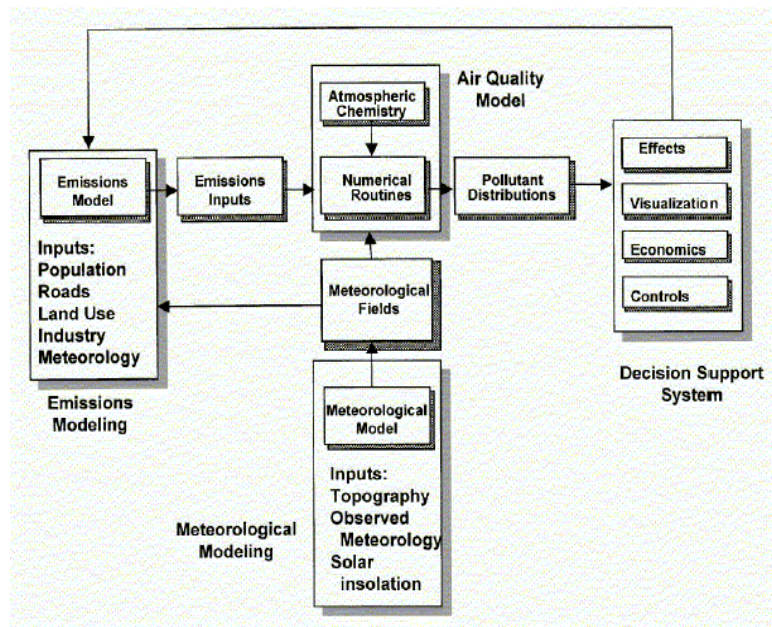 Air Quality
Model
Atmospheric
Chemistry
Numerical
Routines
Emissions
Model
Inputs:
Population
Roads
Land Use
Industry
Meteorology
Emissions
Modeling
Emissions
Inputs
Pollutant
Distributions
Effects
Visualization
Economics
Controls
Decision Support
System
Meteorological
Fields
Meteorological
Model
Inputs:
Topography
Observed
Meteorology
Solar
insolation
Meteorological
Modeling